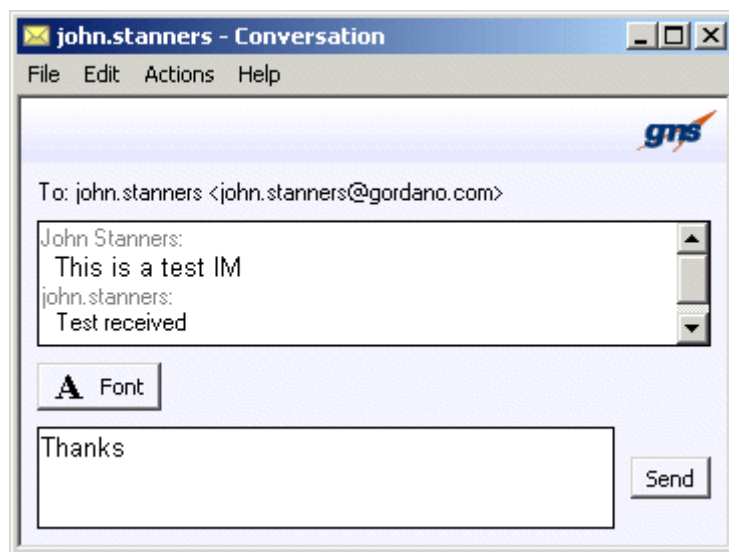 john.stanners - Conversation
File Edit Actions Help
gms
To: john.stanners <john.stanners@gordano.com>
John Stanners:
This is a test IM
john.stanners:
Test received
A Font
Thanks
Send